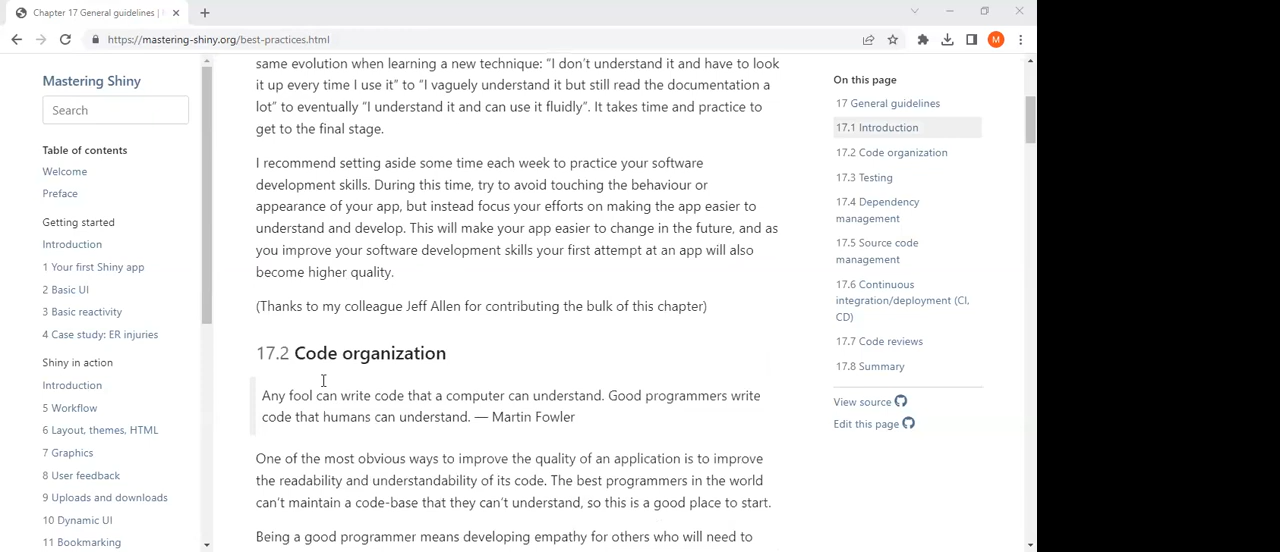 Chapter 17 General guidelines |
https://mastering-shiny.org/best-practices.html
M
Mastering Shiny
Search
Table of contents
Welcome
Preface
Getting started
Introduction
1 Your first Shiny app
2 Basic UI
3 Basic reactivity
4 Case study: ER injuries
Shiny in action
Introduction
5 Workflow
6 Layout, themes, HTML
7 Graphics
8 User feedback
9 Uploads and downloads
10 Dynamic UI
11 Bookmarking
same evolution when learning a new technique: “I don’t understand it and have to look
it up every time I use it” to “I vaguely understand it but still read the documentation a
lot” to eventually “I understand it and can use it fluidly”. It takes time and practice to
get to the final stage.
I recommend setting aside some time each week to practice your software
development skills. During this time, try to avoid touching the behaviour or
appearance of your app, but instead focus your efforts on making the app easier to
understand and develop. This will make your app easier to change in the future, and as
you improve your software development skills your first attempt at an app will also
become higher quality.
(Thanks to my colleague Jeff Allen for contributing the bulk of this chapter)
17.2 Code organization
Any fool can write code that a computer can understand. Good programmers write
code that humans can understand. — Martin Fowler
One of the most obvious ways to improve the quality of an application is to improve
the readability and understandability of its code. The best programmers in the world
can’t maintain a code-base that they can’t understand, so this is a good place to start.
Being a good programmer means developing empathy for others who will need to
On this page
17 General guidelines
17.1 Introduction
17.2 Code organization
17.3 Testing
17.4 Dependency
management
17.5 Source code
management
17.6 Continuous
integration/deployment (CI,
CD)
17.7 Code reviews
17.8 Summary
View source
Edit this page